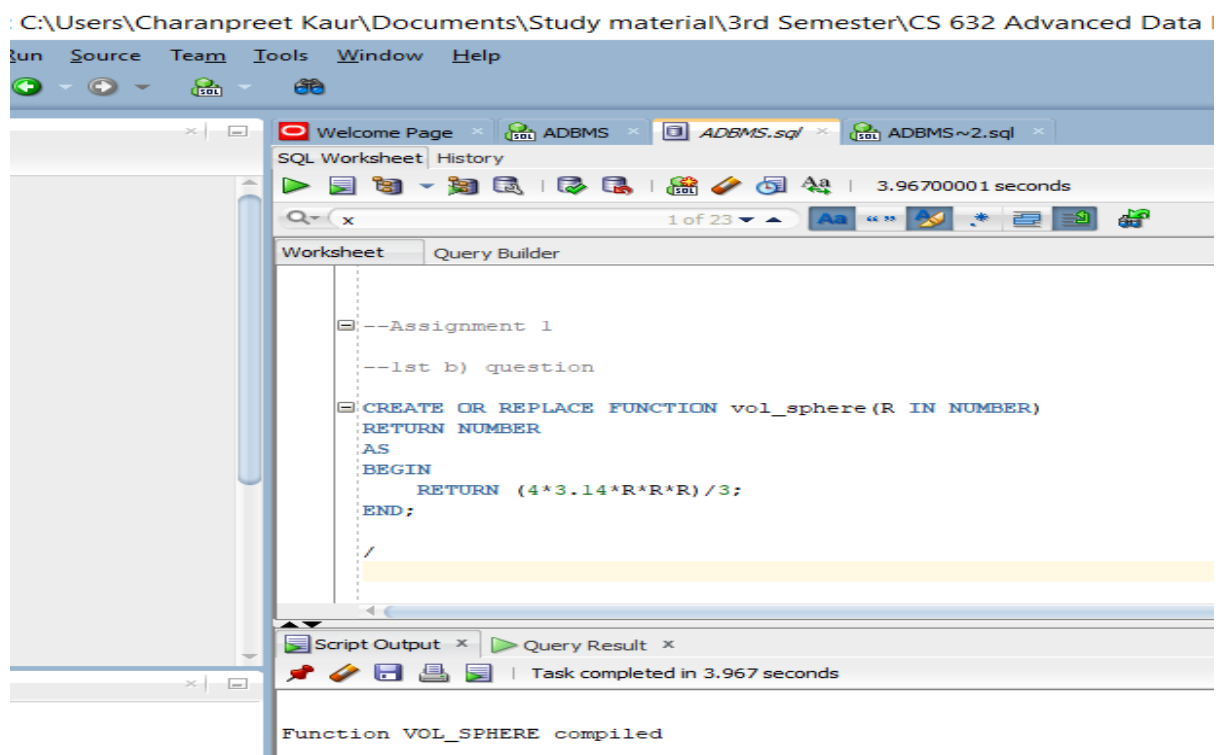 : C:\Users\Charanpreet Kaur\Documents\Study material\3rd Semester\CS 632 Advanced Data
Run Source Team Tools Window Help
Welcome Page ADBMS ADBMS.sql ADBMS~2.sql
SQL Worksheet History
3.96700001 seconds
x 1 of 23 Aa “ ” .*
Worksheet Query Builder
--Assignment 1
--1st b) question
CREATE OR REPLACE FUNCTION vol_sphere(R IN NUMBER)
RETURN NUMBER
AS
BEGIN
RETURN (4*3.14*R*R*R)/3;
END;
/
Script Output Query Result
Task completed in 3.967 seconds
Function VOL_SPHERE compiled